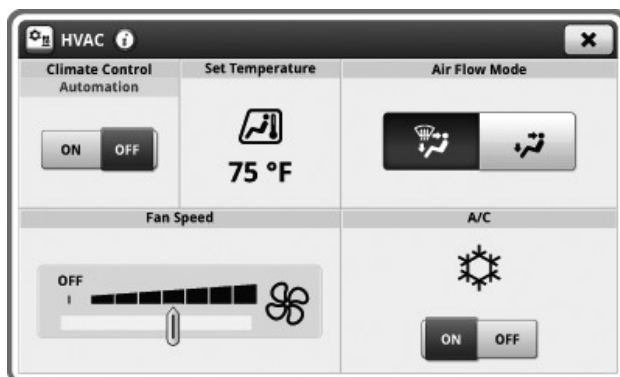 HVAC
Climate Control
Automation
ON OFF
Set Temperature
75 °F
Air Flow Mode
Fan Speed
OFF
A/C
ON OFF